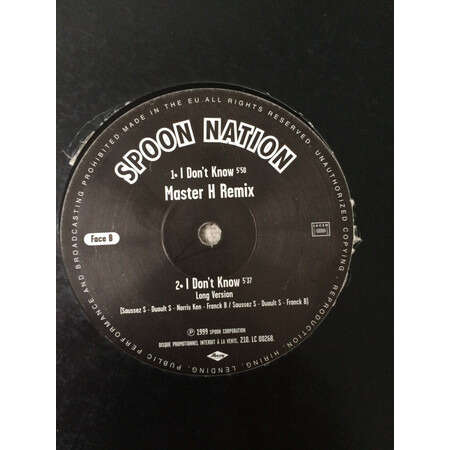 MADE IN THE EU. ALL RIGHTS RESERVED. UNAUTHORIZED COPYING, REPRODUCTION, HIRING, LENDING, PUBLIC PERFORMANCE AND BROADCASTING PROHIBITED.
SPOON NATION
1• I Don't Know 5'50
Master H Remix
Face B
2• I Don't Know 5'37
Long Version
(Saussez S - Duault S - Norris Ken - Franck B / Saussez S - Duault S - Franck B)
℗ 1999 SPOON CORPORATION
DISQUE PROMOTIONNEL INTERDIT À LA VENTE. 210. LC 00268.